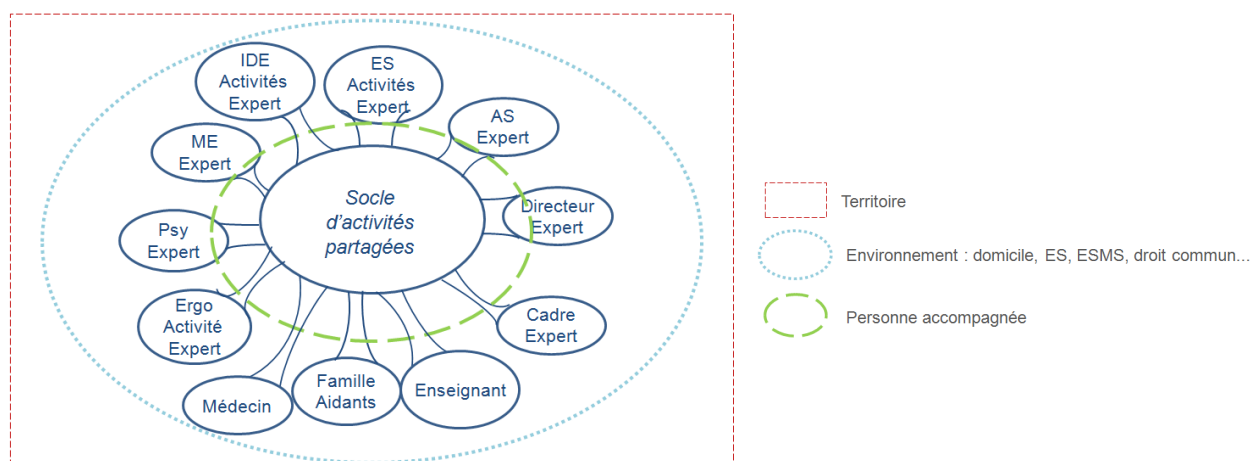 IDE
Activités
Expert
ES
Activités
Expert
AS
Expert
ME
Expert
Socle
d'activités
partagées
Directeur
Expert
Psy
Expert
Ergo
Activité
Expert
Cadre
Expert
Médecin
Famille
Aidants
Enseignant
Territoire
Environnement : domicile, ES, ESMS, droit commun...
Personne accompagnée